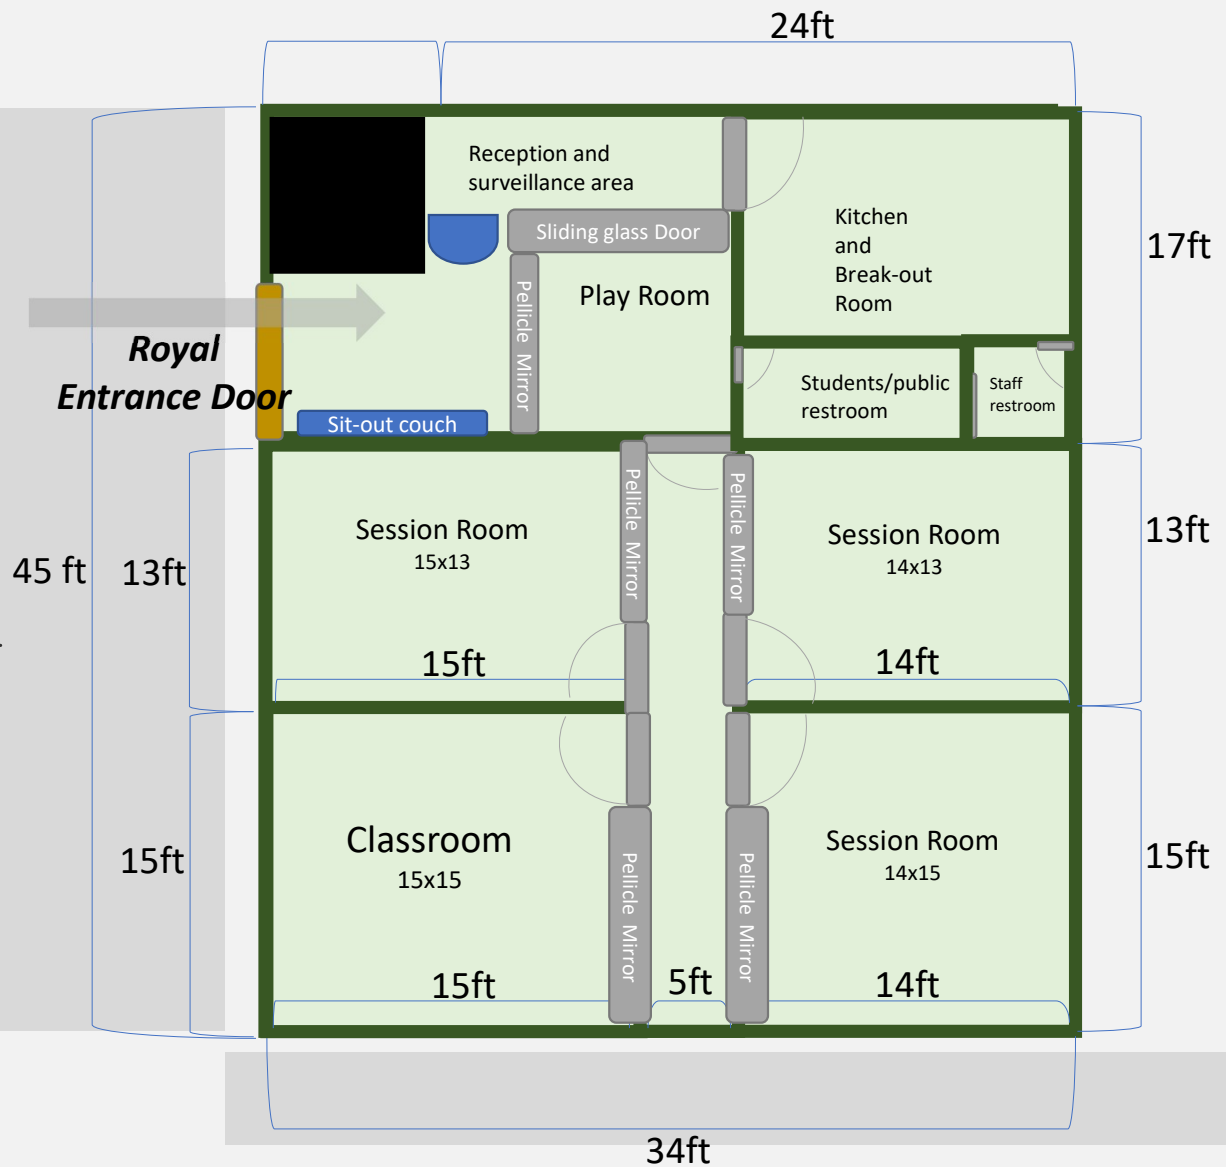 24ft
Reception and
surveillance area
Sliding glass Door
Kitchen
and
Break-out
Room
17ft
Play Room
Pellicle Mirror
Royal
Entrance Door
Students/public
restroom
Staff
restroom
Sit-out couch
Session Room
15x13
Pellicle Mirror
Pellicle Mirror
Session Room
14x13
13ft
45 ft
13ft
15ft
14ft
Classroom
15x15
Session Room
14x15
15ft
15ft
Pellicle Mirror
Pellicle Mirror
15ft
5ft
14ft
34ft